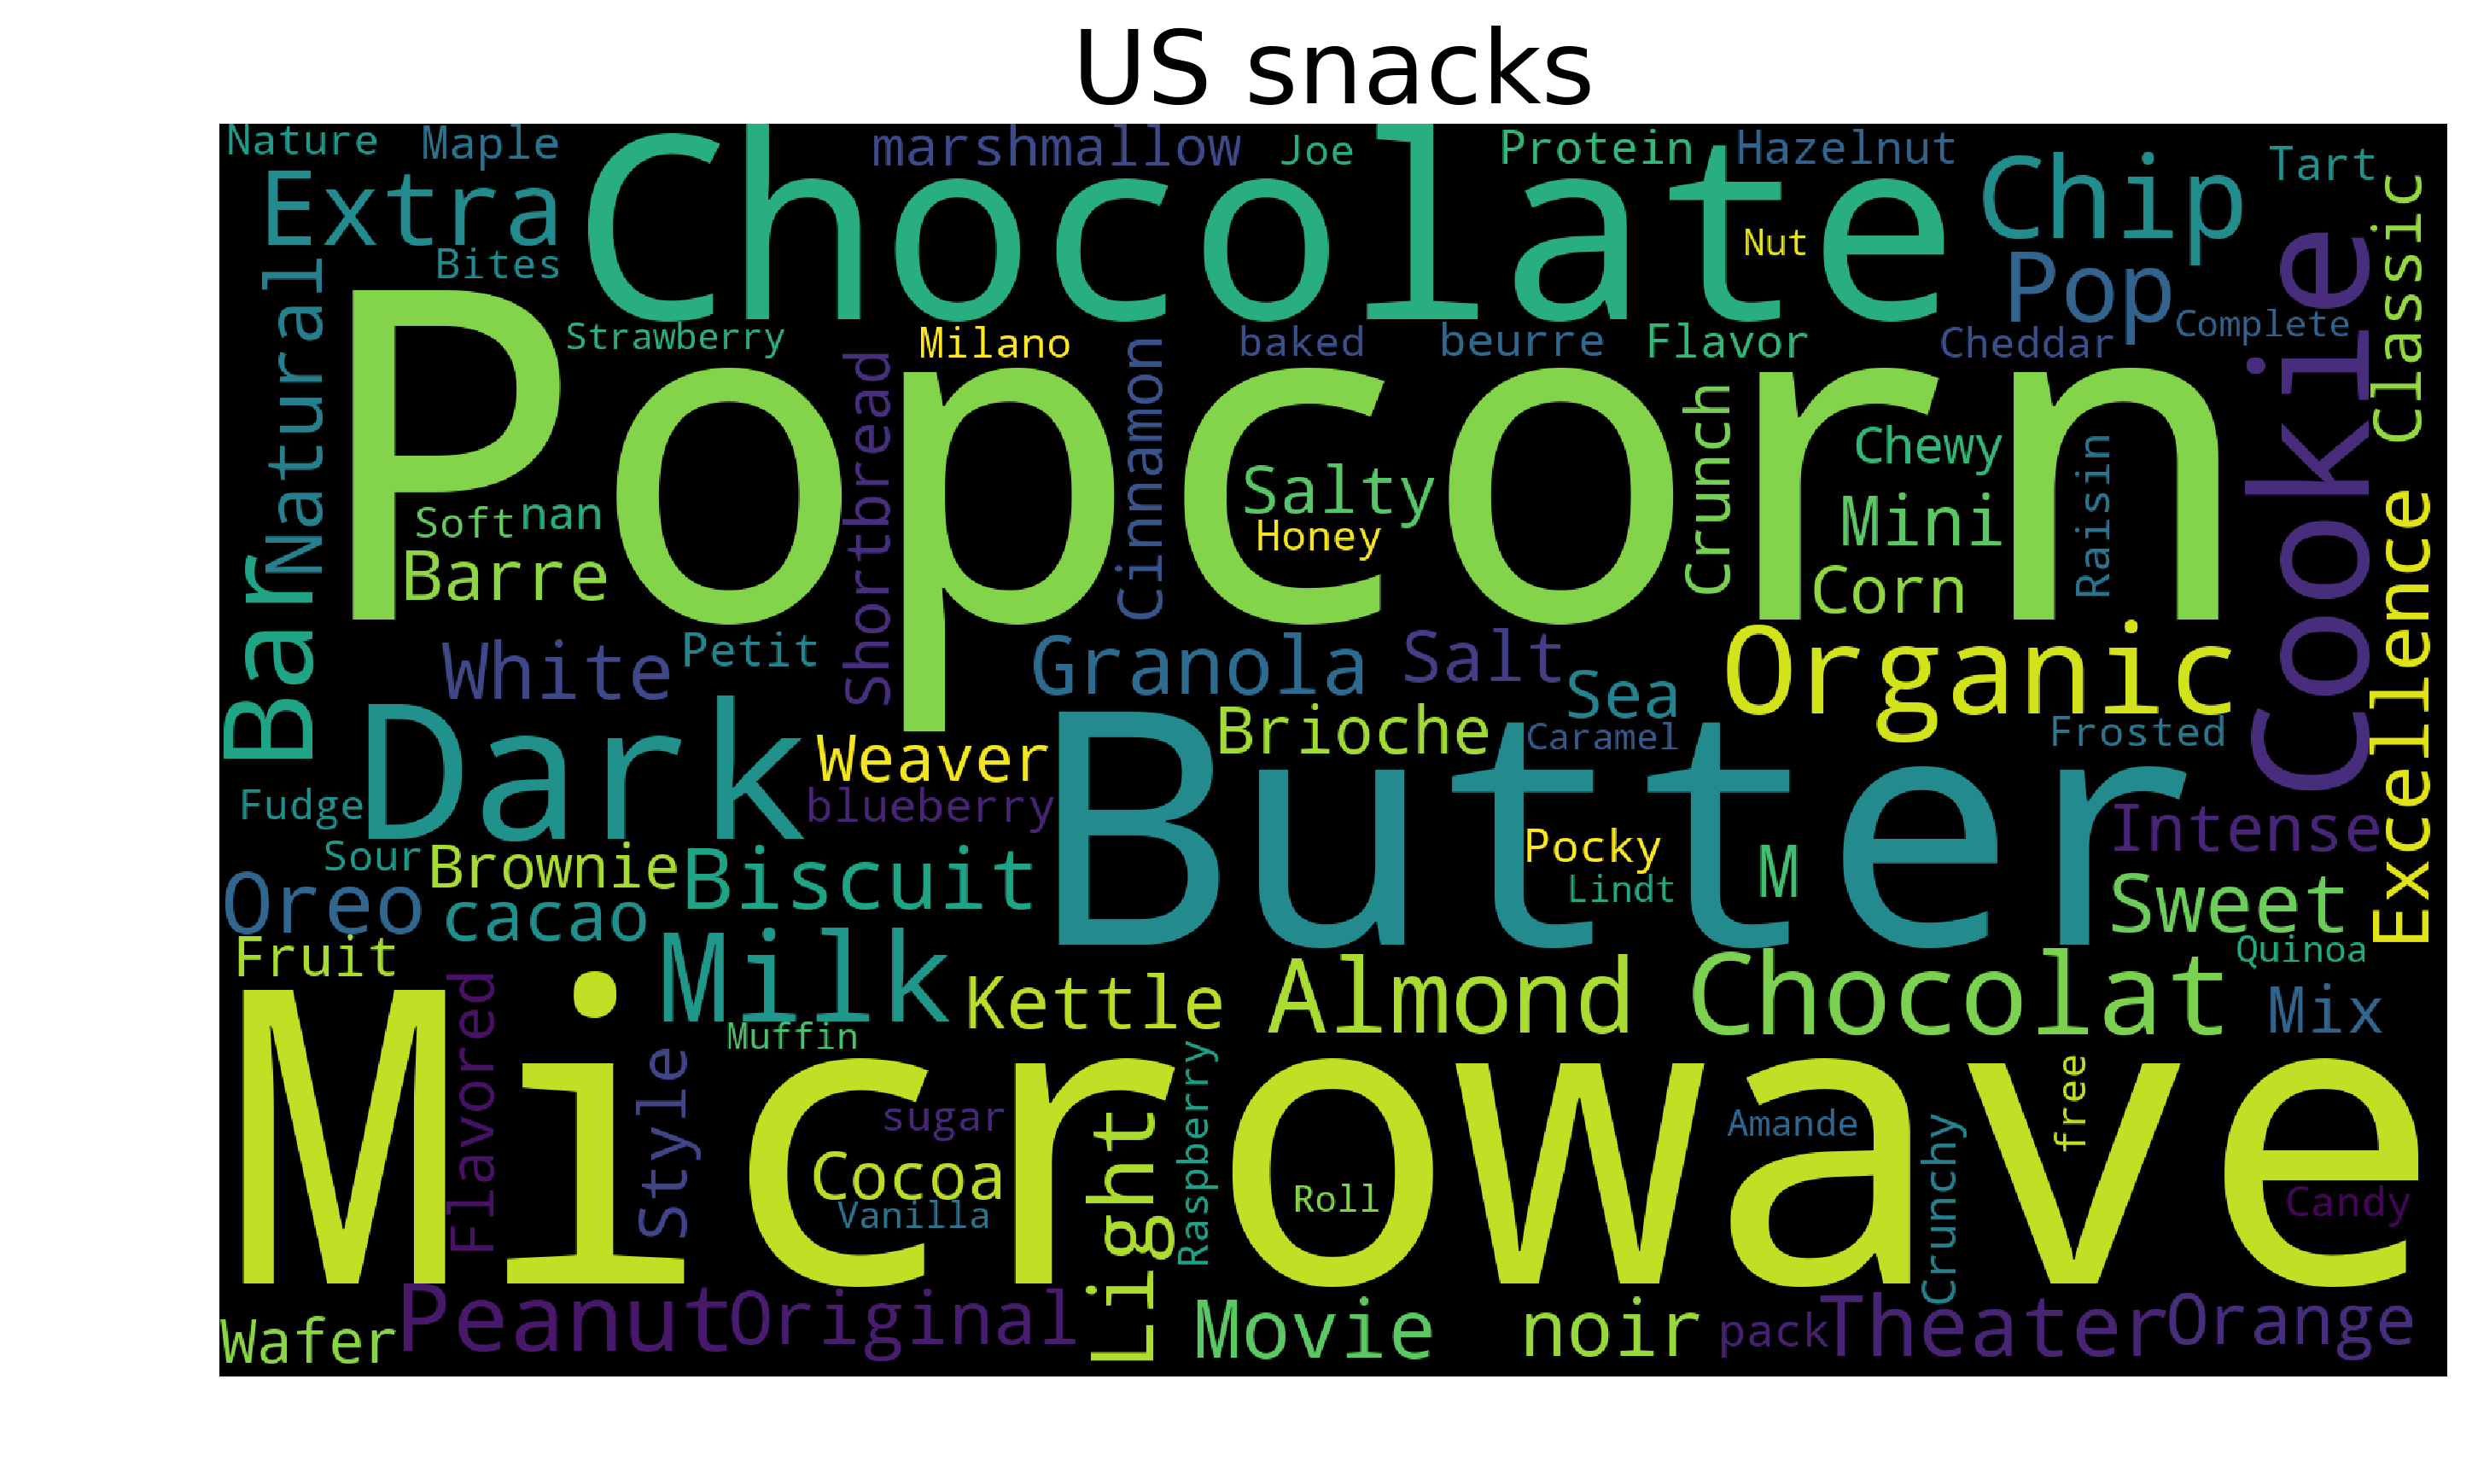 US snacks
Nature
Maple
Chocolate
marshmallow
Joe
Protein
Hazelnut
Chip
Tart
Extra
Bites
Nut
Pop
Cookie
Classic
Natural
Strawberry
Milano
baked
beurre
Flavor
Cheddar
Complete
Popcorn
Shortbread
Cinnamon
Crunch
Chewy
Raisin
Salty
Soft
nan
Honey
Mini
Barre
Corn
Bar
White
Petit
Granola
Salt
Sea
Organic
Excellence
Dark
Weaver
Brioche
Caramel
Frosted
Butter
Fudge
blueberry
Pocky
Intense
Sour
Brownie
Biscuit
Lindt
M
Sweet
Oreo
cacao
Fruit
Milk
Kettle
Almond
Chocolat
Quinoa
Mix
Muffin
Microwave
Flavored
Style
sugar
Cocoa
Vanilla
Light
Raspberry
Roll
Amande
Crunchy
free
Candy
Wafer
Peanut
Original
Movie
noir
pack
Theater
Orange